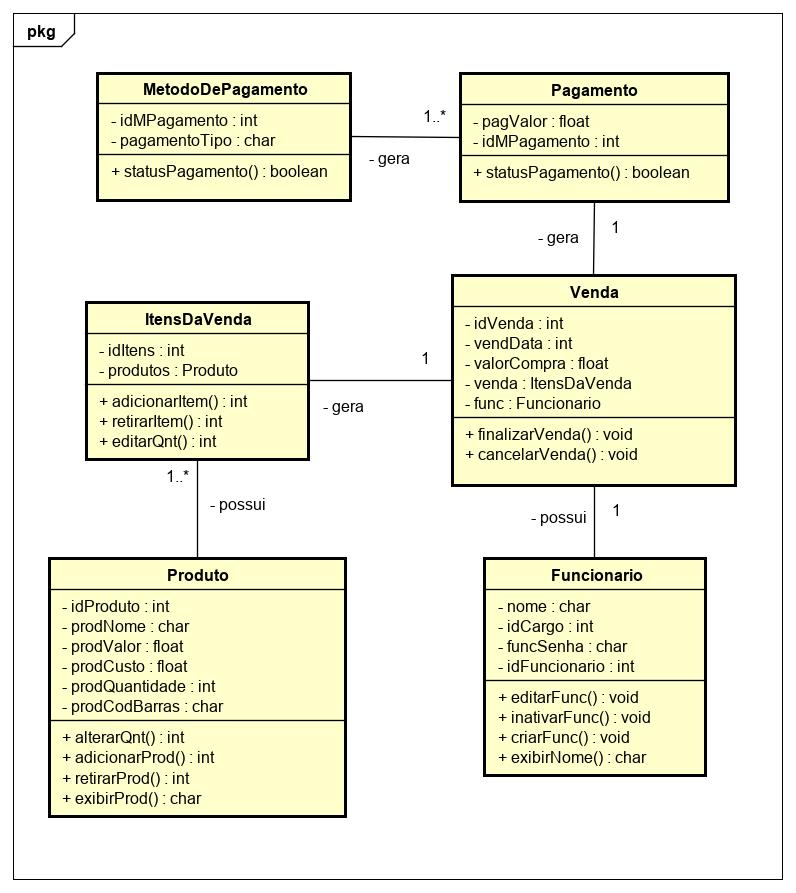 pkg
MetodoDePagamento
- idMPagamento : int
- pagamentoTipo : char
+ statusPagamento() : boolean
1..*
- gera
Pagamento
- pagValor : float
- idMPagamento : int
+ statusPagamento() : boolean
- gera
1
ItensDaVenda
- idItens : int
- produtos : Produto
+ adicionarItem() : int
+ retirarItem() : int
+ editarQnt() : int
1
- gera
Venda
- idVenda : int
- vendData : int
- valorCompra : float
- venda : ItensDaVenda
- func : Funcionario
+ finalizarVenda() : void
+ cancelarVenda() : void
1..*
- possui
- possui
1
Produto
- idProduto : int
- prodNome : char
- prodValor : float
- prodCusto : float
- prodQuantidade : int
- prodCodBarras : char
+ alterarQnt() : int
+ adicionarProd() : int
+ retirarProd() : int
+ exibirProd() : char
Funcionario
- nome : char
- idCargo : int
- funcSenha : char
- idFuncionario : int
+ editarFunc() : void
+ inativarFunc() : void
+ criarFunc() : void
+ exibirNome() : char